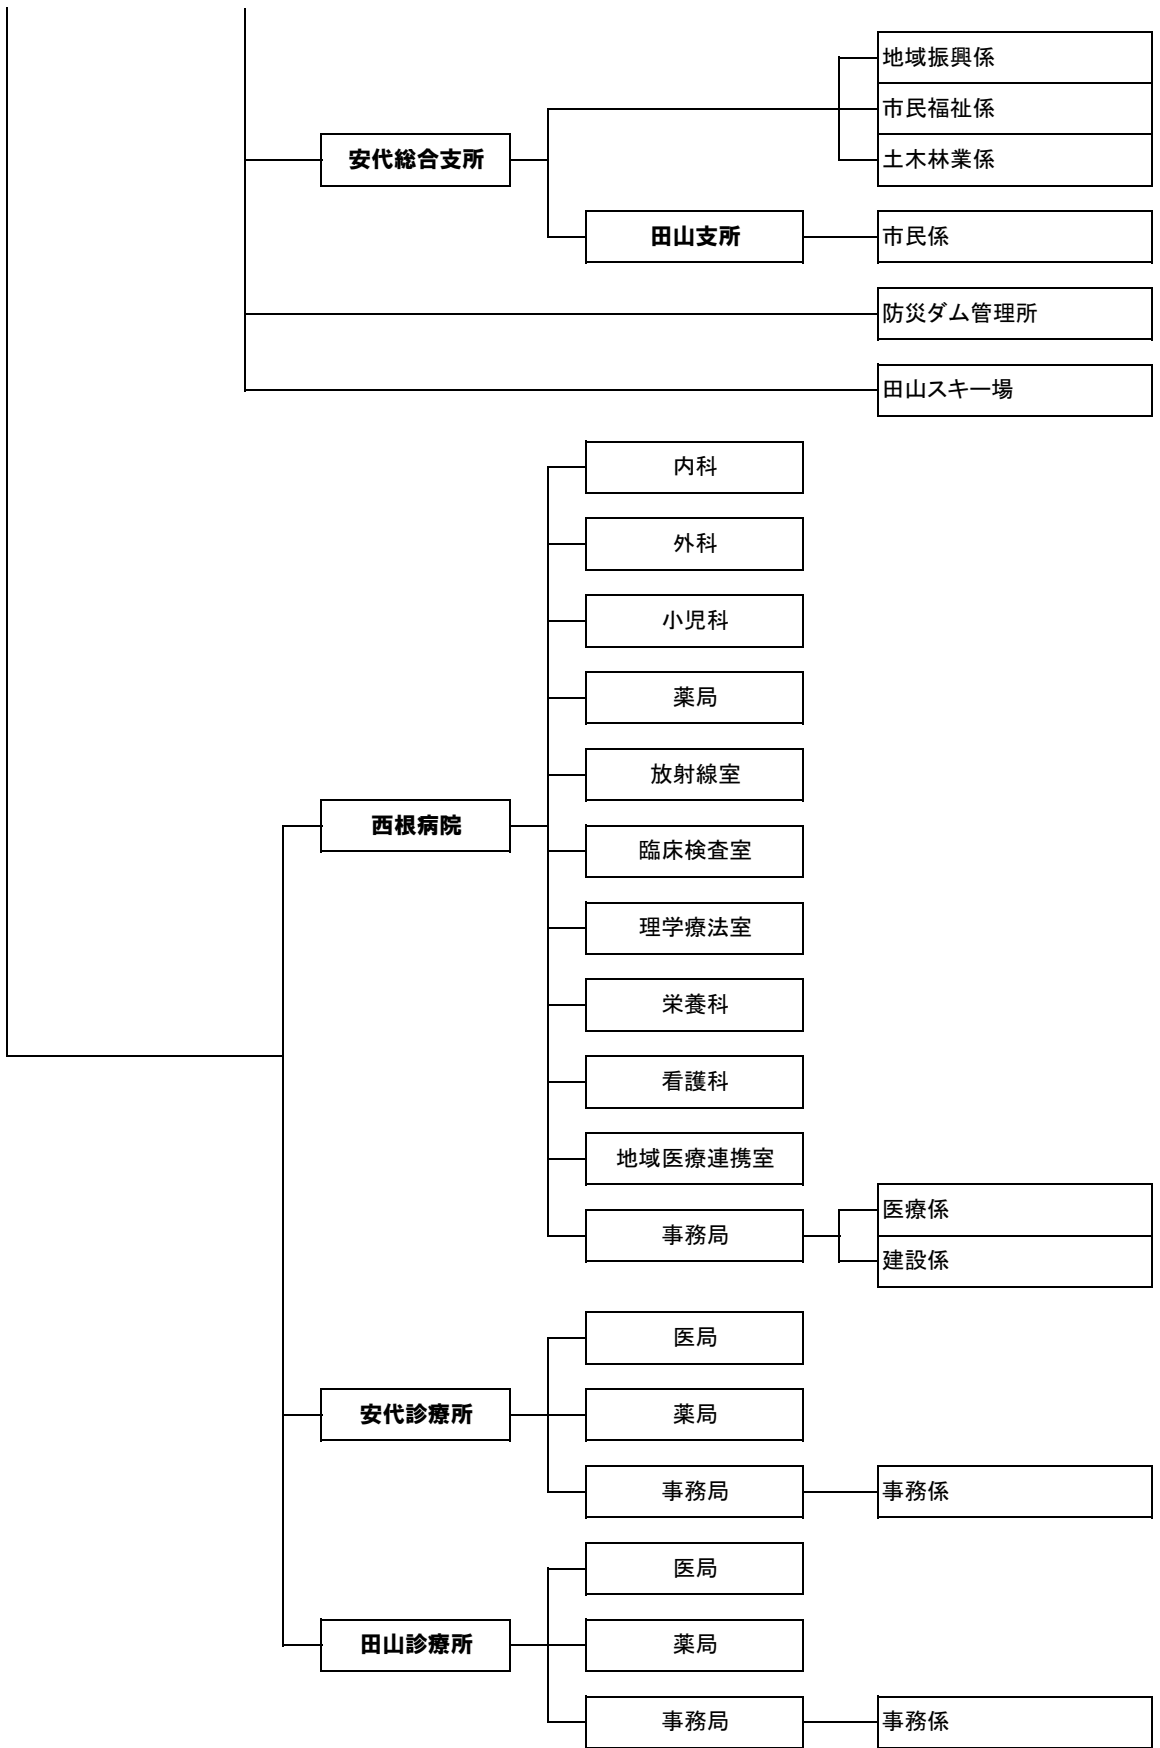 地域振興係
市民福祉係
安代総合支所
土木林業係
田山支所
市民係
防災ダム管理所
田山スキー場
内科
外科
小児科
薬局
放射線室
西根病院
臨床検査室
理学療法室
栄養科
看護科
地域医療連携室
医療係
事務局
建設係
医局
安代診療所
薬局
事務局
事務係
医局
田山診療所
薬局
事務局
事務係